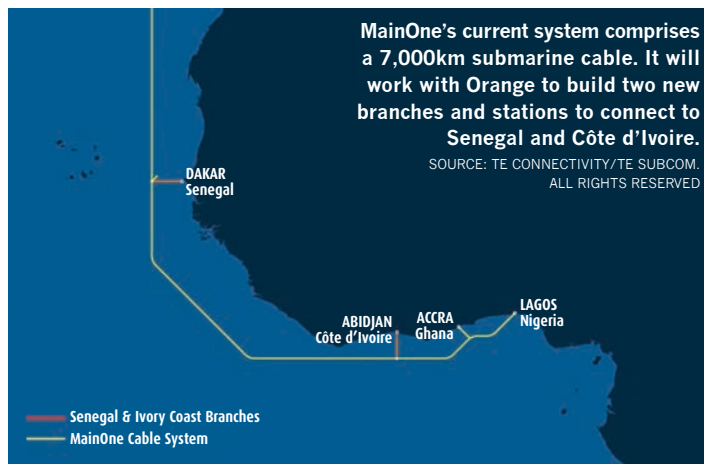 MainOne's current system comprises
a 7,000km submarine cable. It will
work with Orange to build two new
branches and stations to connect to
Senegal and Côte d'Ivoire.
SOURCE: TE CONNECTIVITY/TE SUBCOM.
ALL RIGHTS RESERVED
DAKAR
Senegal
ABIDJAN
Côte d'Ivoire
ACCRA
Ghana
LAGOS
Nigeria
Senegal & Ivory Coast Branches
MainOne Cable System